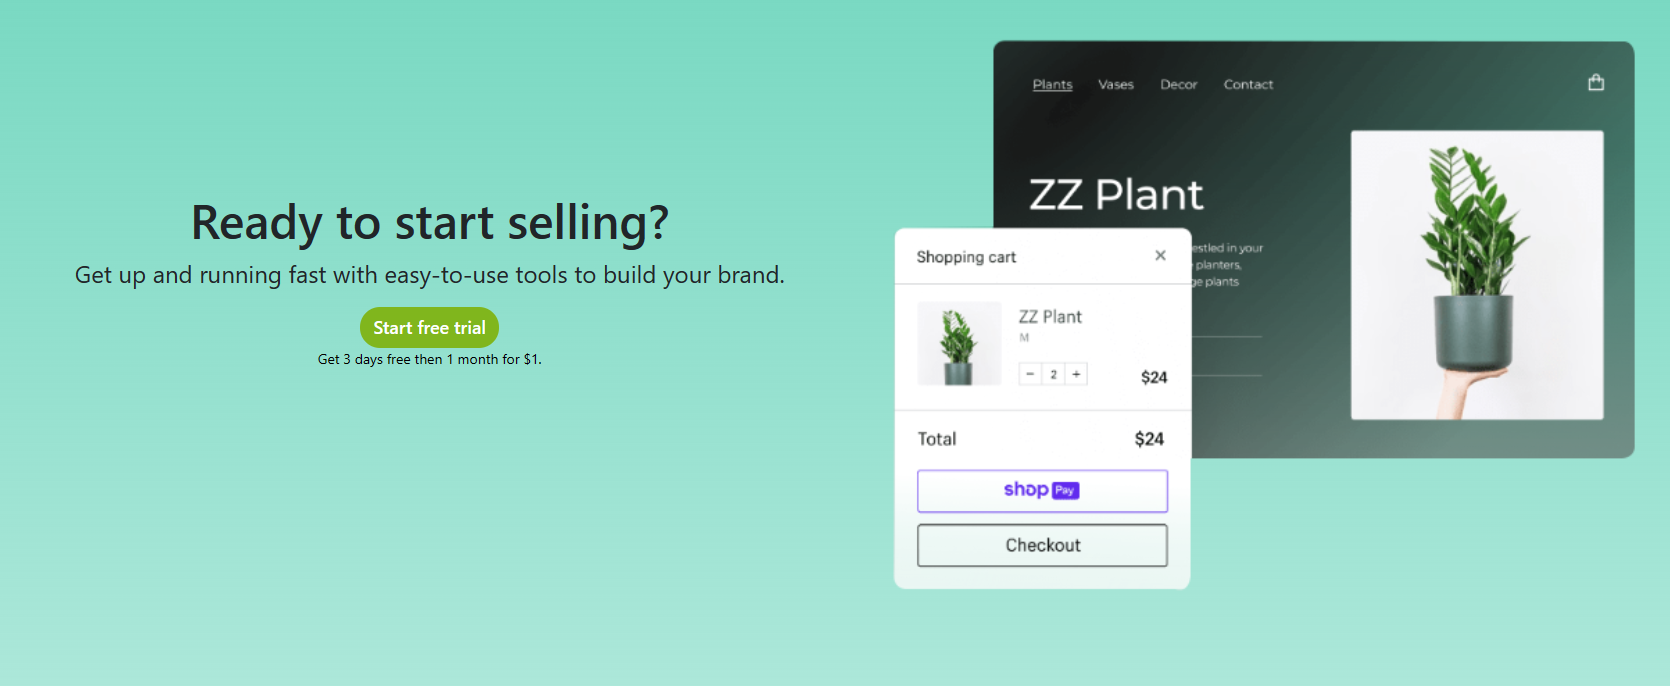 Ready to start selling?
Get up and running fast with easy-to-use tools to build your brand.
Start free trial
Get 3 days free then 1 month for $1.
Plants Vases Decor Contact
ZZ Plant
estled in your
planters,
ge plants
Shopping cart ×
ZZ Plant
M
− 2 + $24
Total $24
shop Pay
Checkout